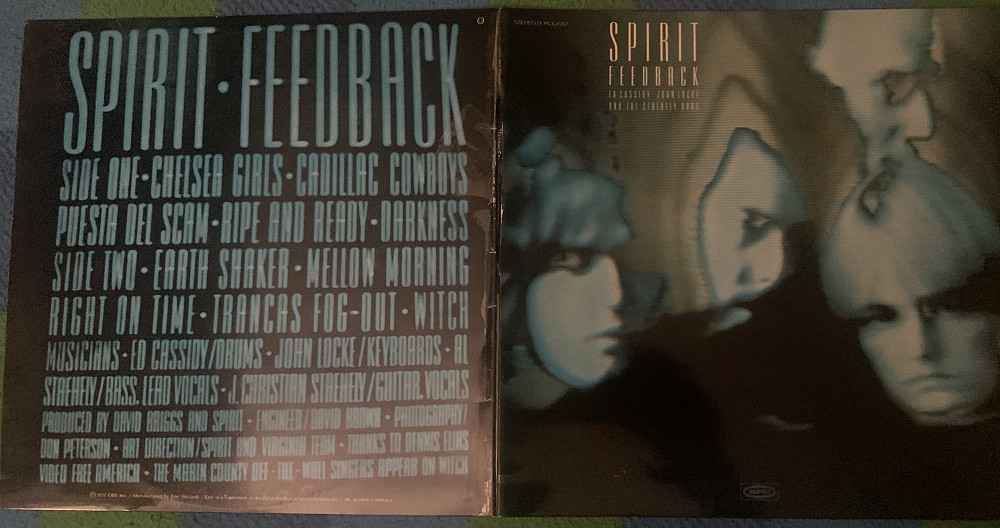 SPIRIT • FEEDBACK
SIDE ONE • CHELSEA GIRLS • CADILLAC COWBOYS
PUESTA DEL SCAM • RIPE AND READY • DARKNESS
SIDE TWO • EARTH SHAKER • MELLOW MORNING
RIGHT ON TIME • TRANCAS FOG-OUT • WITCH
MUSICIANS • ED CASSIDY/DRUMS • JOHN LOCKE/KEYBOARDS • AL
STAEHELY/BASS. LEAD VOCALS • J. CHRISTIAN STAEHELY/GUITAR. VOCALS
PRODUCED BY DAVID BRIGGS AND SPIRIT • ENGINEER/DAVID BROWN • PHOTOGRAPHY/
DON PETERSON • ART DIRECTION/SPIRIT AND VIRGINIA TEAM • THANKS TO DENNIS
VIDEO FREE AMERICA • THE MARIN COUNTY OFF-THE-WALL SINGERS APPEAR ON WITCH
SPIRIT
FEEDBACK
ED CASSIDY JOHN LOCKE
AND THE STAEHELY BROS
EPIC